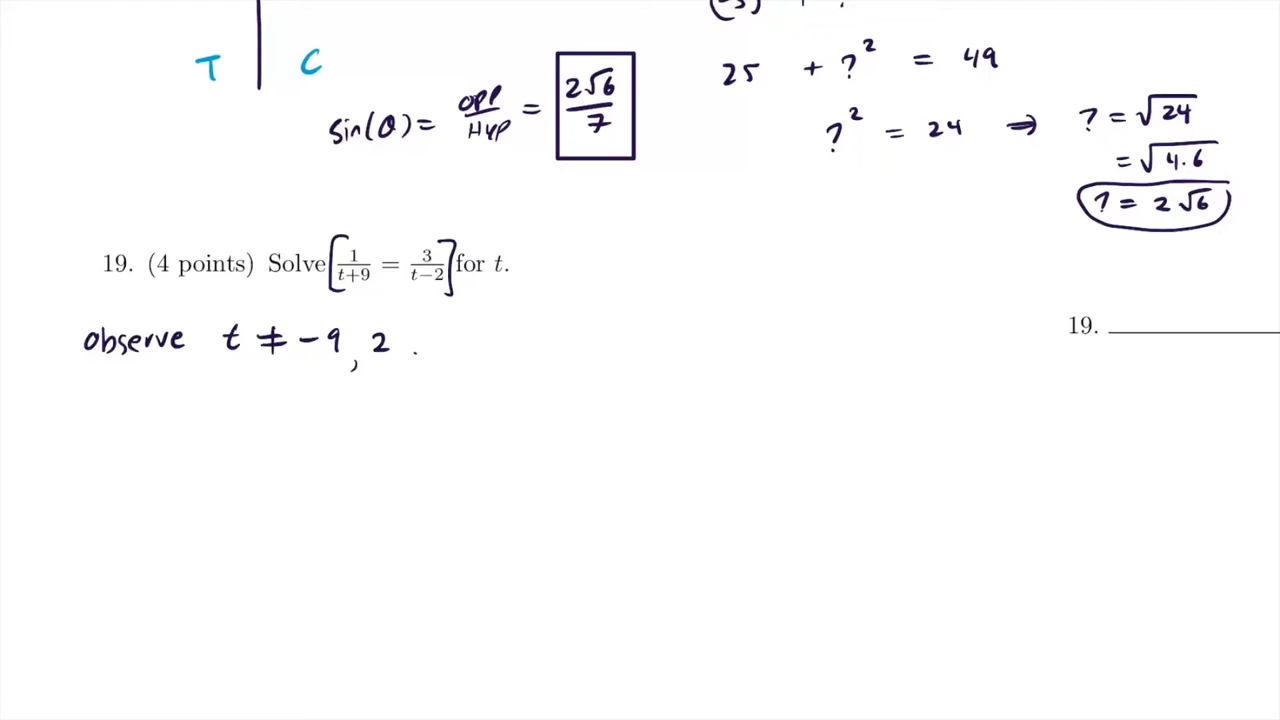 (-5)
25 + ?² = 49
T C
sin(θ) = OPP/HYP = 2√6/7
?² = 24 ⇒ ? = √24
= √4·6
? = 2√6
19. (4 points) Solve [1/(t+9) = 3/(t−2)] for t.
19.
observe t ≠ -9, 2.